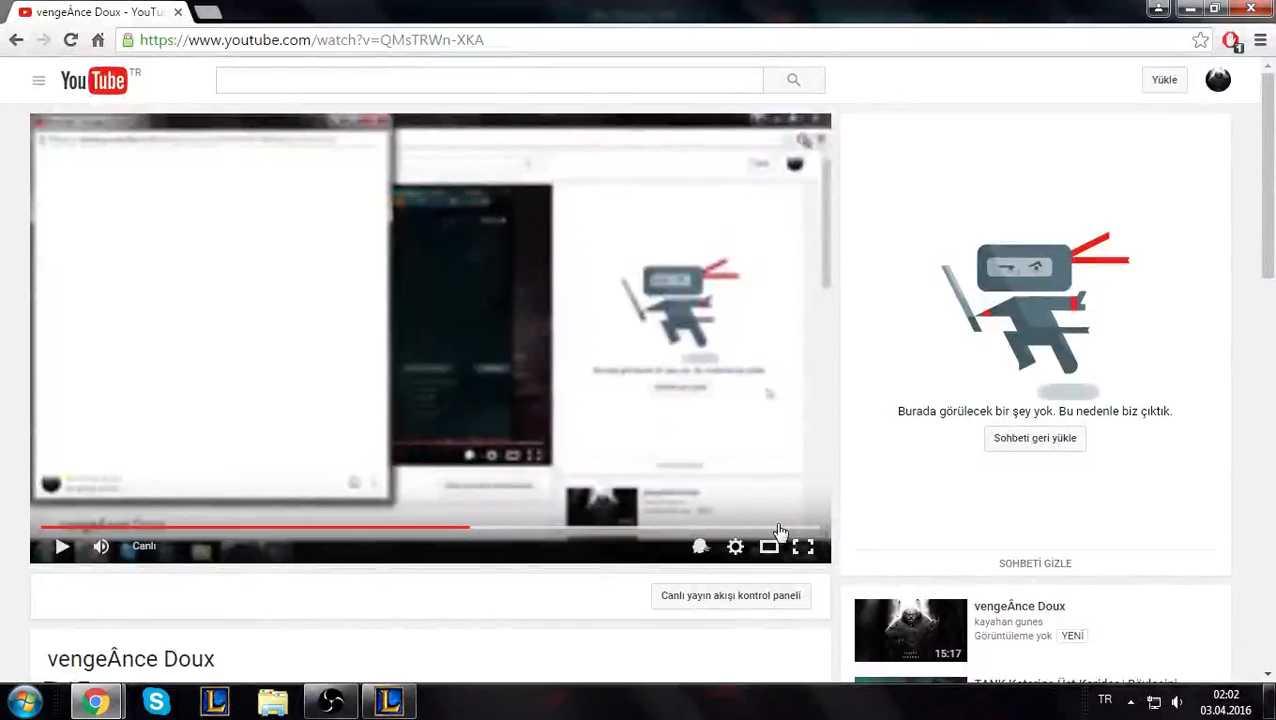 vengeÂnce Doux - YouTu
https://www.youtube.com/watch?v=QMsTRWn-XKA
1
YouTube TR
Yükle
Burada görülecek bir şey yok. Bu nedenle biz çıktık.
Sohbeti geri yükle
Canlı
SOHBETİ GİZLE
Canlı yayın akışı kontrol paneli
vengeÂnce Doux
kayahan gunes
Görüntüleme yok YENİ
15:17
vengeÂnce Doux
TR
02:02
03.04.2016